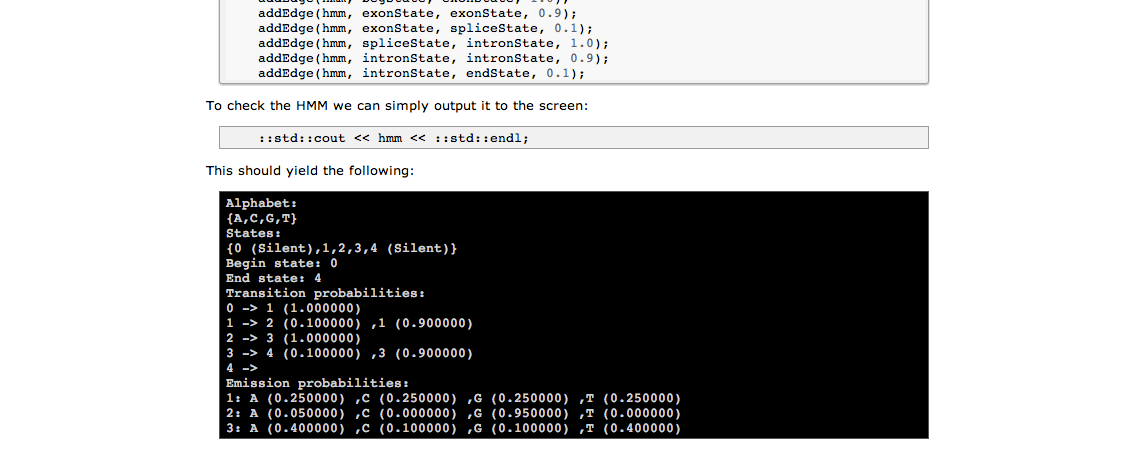 addEdge(hmm, exonState, exonState, 0.9);
addEdge(hmm, exonState, spliceState, 0.1);
addEdge(hmm, spliceState, intronState, 1.0);
addEdge(hmm, intronState, intronState, 0.9);
addEdge(hmm, intronState, endState, 0.1);
To check the HMM we can simply output it to the screen:
::std::cout << hmm << ::std::endl;
This should yield the following:
Alphabet:
{A,C,G,T}
States:
{0 (Silent),1,2,3,4 (Silent)}
Begin state: 0
End state: 4
Transition probabilities:
0 -> 1 (1.000000)
1 -> 2 (0.100000) ,1 (0.900000)
2 -> 3 (1.000000)
3 -> 4 (0.100000) ,3 (0.900000)
4 ->
Emission probabilities:
1: A (0.250000) ,C (0.250000) ,G (0.250000) ,T (0.250000)
2: A (0.050000) ,C (0.000000) ,G (0.950000) ,T (0.000000)
3: A (0.400000) ,C (0.100000) ,G (0.100000) ,T (0.400000)